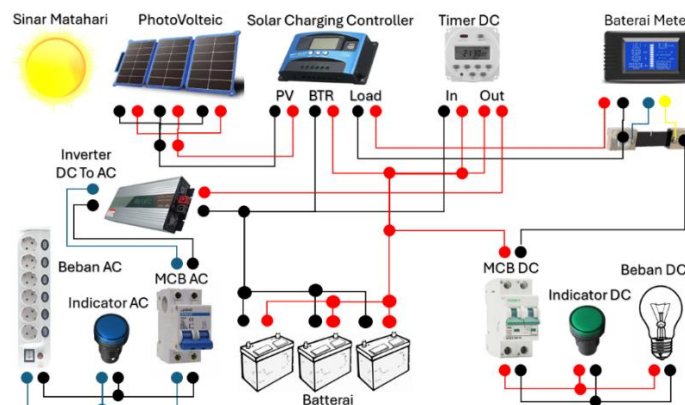 Sinar Matahari
PhotoVolteic
Solar Charging Controller
Timer DC
Baterai Meter
PV
BTR
Load
In
Out
Inverter
DC To AC
Beban AC
Indicator AC
MCB AC
MCB DC
Indicator DC
Beban DC
Batterai